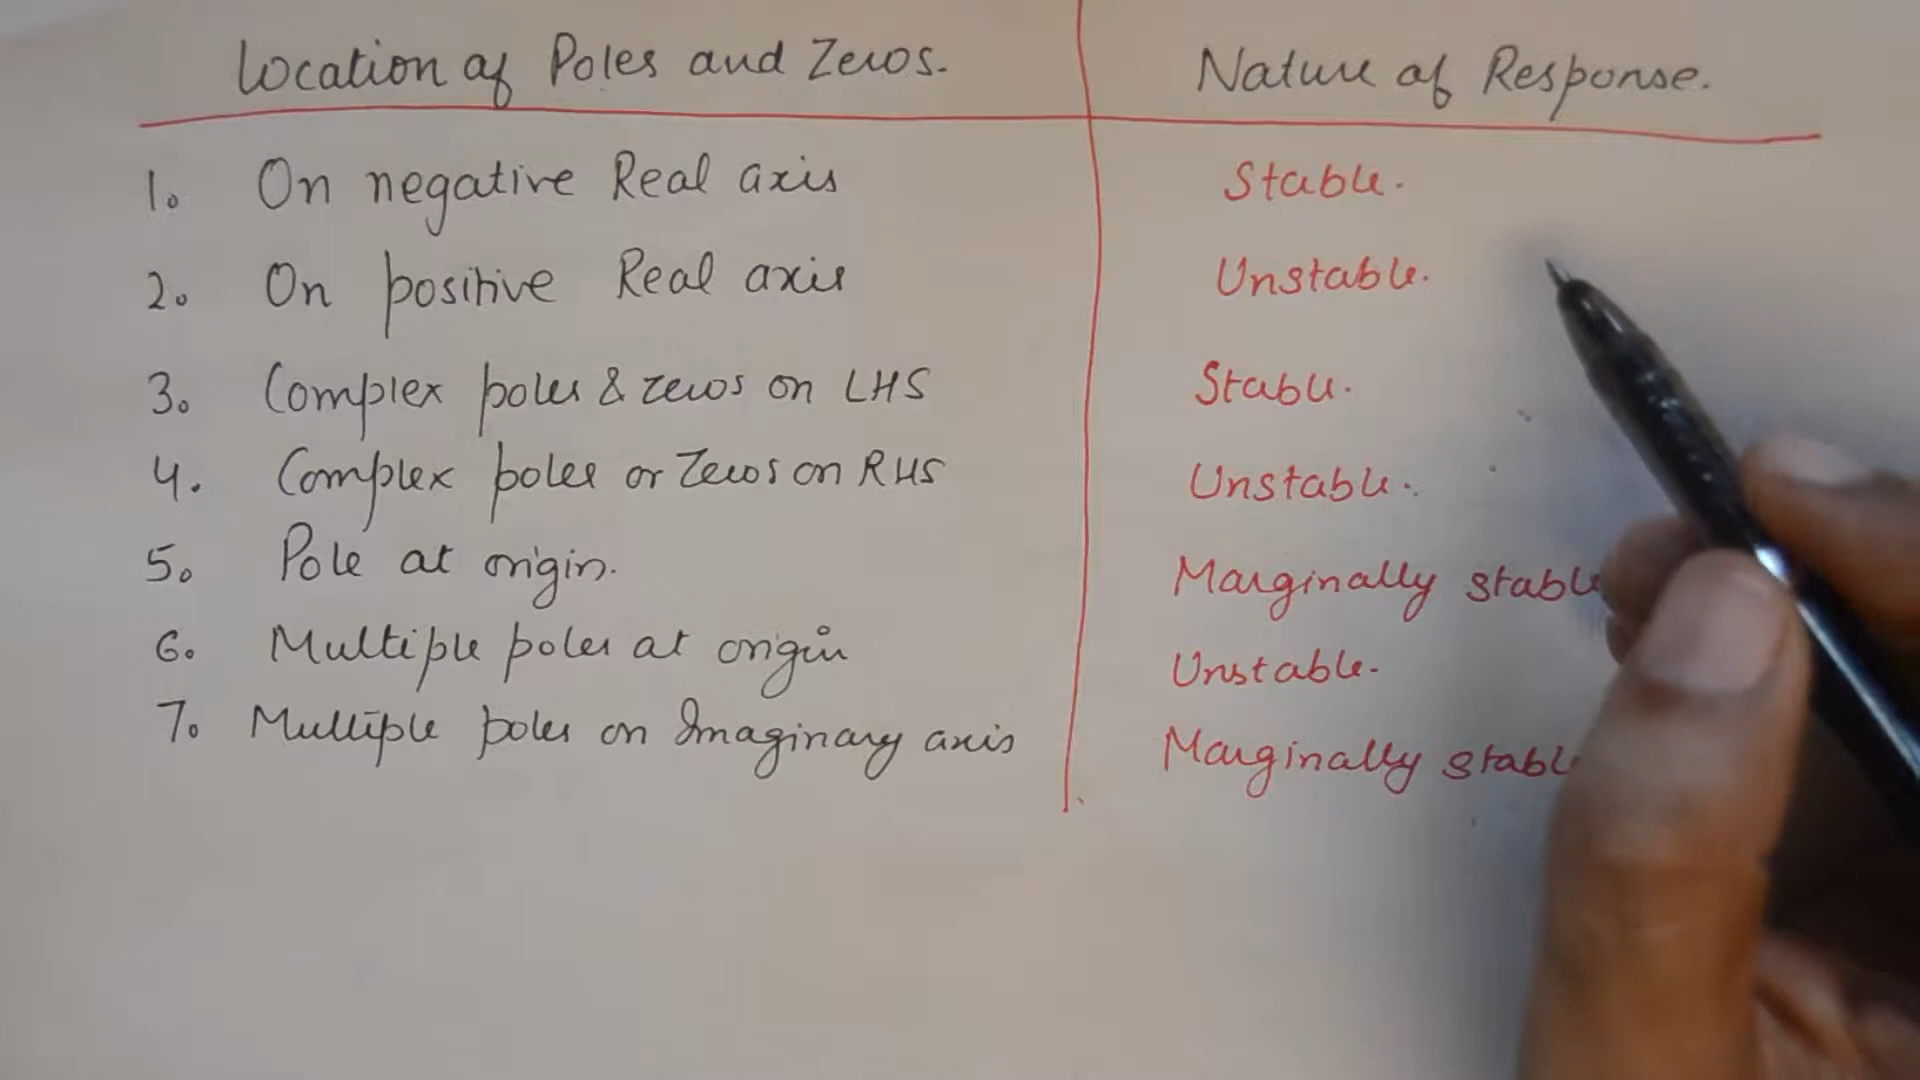 Location of Poles and Zeros. Nature of Response.
1. On negative Real axis Stable.
2. On positive Real axis Unstable.
3. Complex poles & zeros on LHS Stable.
4. Complex poles or Zeros on RHS Unstable.
5. Pole at origin. Marginally stable
6. Multiple poles at origin Unstable.
7. Multiple poles on Imaginary axis Marginally stable